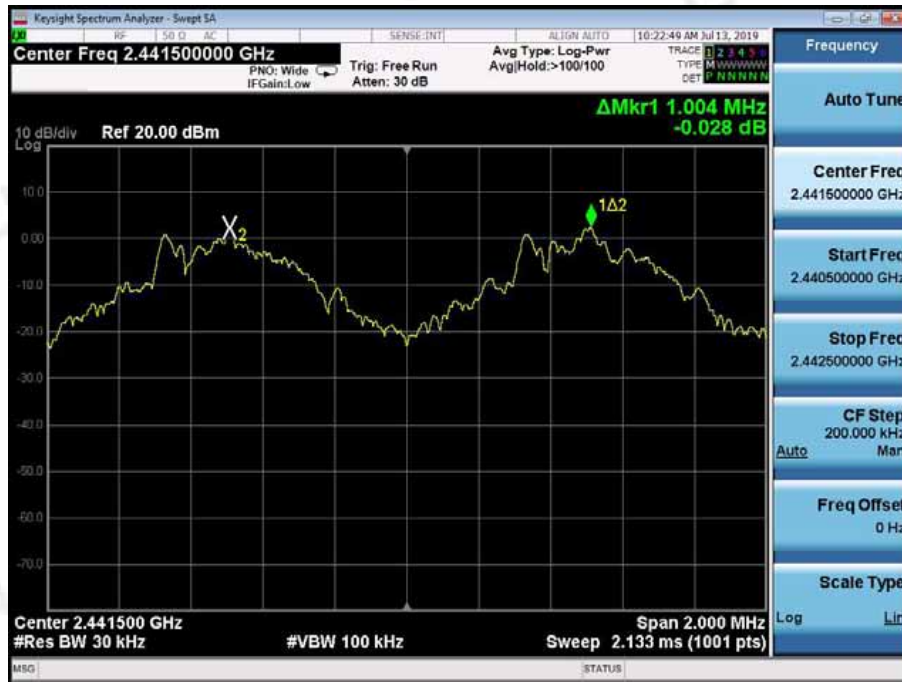 Keysight Spectrum Analyzer - Swept SA
RF 50 Ω AC SENSE:INT ALIGN AUTO 10:22:49 AM Jul 13, 2019
Center Freq 2.441500000 GHz
PNO: Wide
IFGain:Low
Trig: Free Run
Atten: 30 dB
Avg Type: Log-Pwr
Avg|Hold:>100/100
TRACE 1 2 3 4 5 6
TYPE M W W W W W
DET P N N N N N
ΔMkr1 1.004 MHz
-0.028 dB
10 dB/div Ref 20.00 dBm
Log
10.0
0.00
-10.0
-20.0
-30.0
-40.0
-50.0
-60.0
-70.0
X2
1Δ2
Center 2.441500 GHz
Span 2.000 MHz
#Res BW 30 kHz
#VBW 100 kHz
Sweep 2.133 ms (1001 pts)
MSG
STATUS
Frequency
Auto Tune
Center Freq
2.441500000 GHz
Start Freq
2.440500000 GHz
Stop Freq
2.442500000 GHz
CF Step
200.000 kHz
Auto Man
Freq Offset
0 Hz
Scale Type
Log Lin